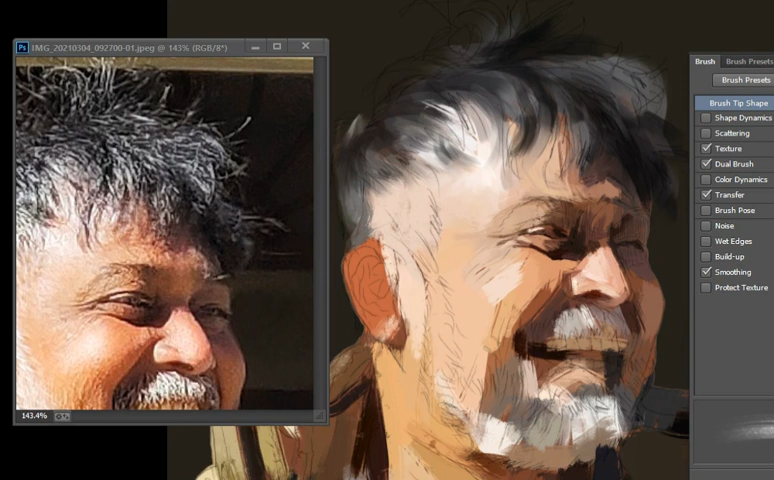 Ps IMG_20210304_092700-01.jpeg @ 143% (RGB/8*)
143.4%
Brush Brush Presets
Brush Presets
Brush Tip Shape
Shape Dynamics
Scattering
Texture
Dual Brush
Color Dynamics
Transfer
Brush Pose
Noise
Wet Edges
Build-up
Smoothing
Protect Texture